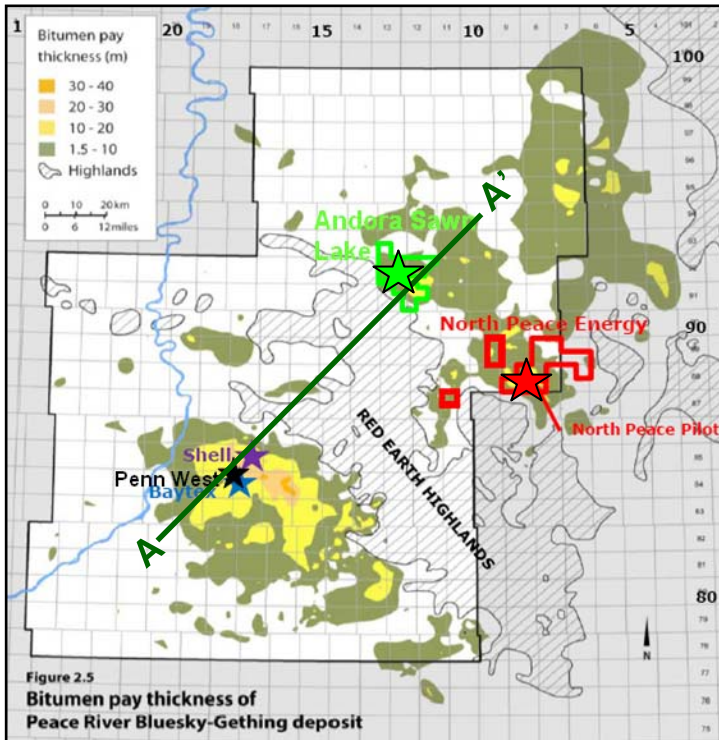 1
20
15
10
5
100
Bitumen pay
thickness (m)
30 - 40
20 - 30
10 - 20
1.5 - 10
Highlands
0 10 20km
0 6 12miles
A'
Andora Sawn
Lake
North Peace Energy
90
North Peace Pilot
RED EARTH HIGHLANDS
Shell
Penn West
Baytex
A
80
N
Figure 2.5
Bitumen pay thickness of
Peace River Bluesky-Gething deposit